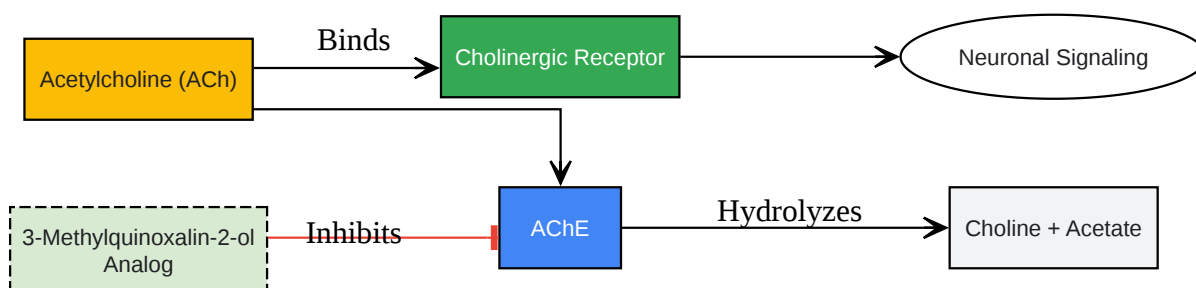 Binds
Acetylcholine (ACh)
Cholinergic Receptor
Neuronal Signaling
3-Methylquinoxalin-2-ol
Analog
Inhibits
AChE
Hydrolyzes
Choline + Acetate